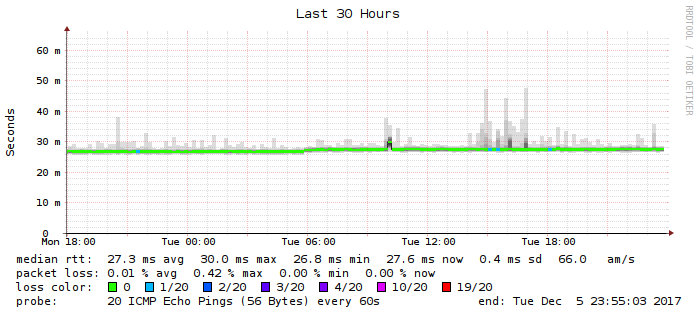 Last 30 Hours
RRDTOOL / TOBI OETIKER
Seconds
60 m
50 m
40 m
30 m
20 m
10 m
0
Mon 18:00 Tue 00:00 Tue 06:00 Tue 12:00 Tue 18:00
median rtt: 27.3 ms avg 30.0 ms max 26.8 ms min 27.6 ms now 0.4 ms sd 66.0 am/s
packet loss: 0.01 % avg 0.42 % max 0.00 % min 0.00 % now
loss color: 0 1/20 2/20 3/20 4/20 10/20 19/20
probe: 20 ICMP Echo Pings (56 Bytes) every 60s end: Tue Dec 5 23:55:03 2017